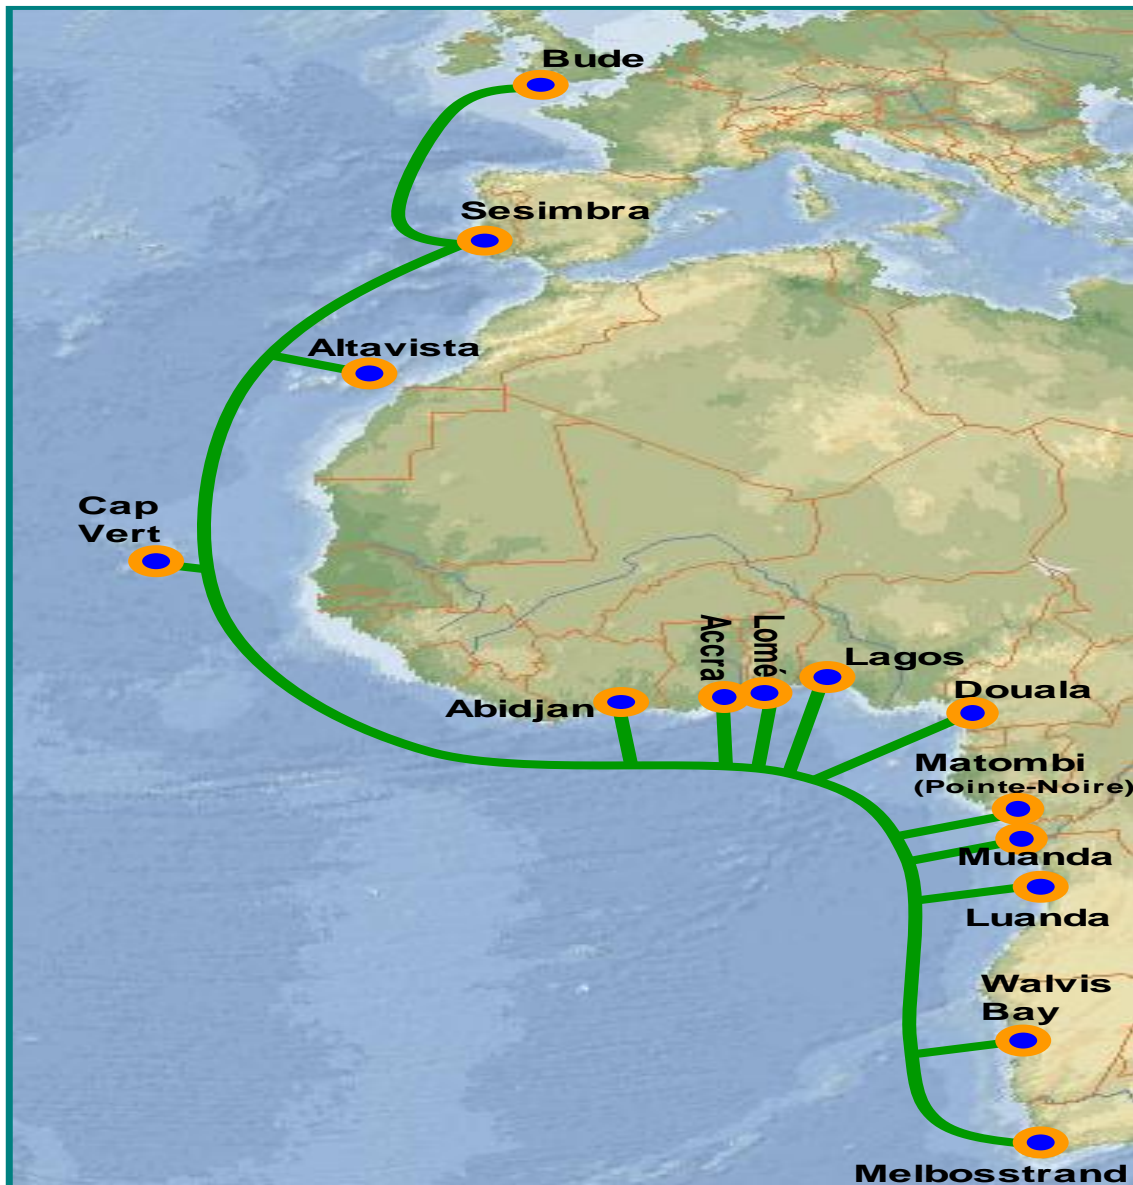 Bude
Sesimbra
Altavista
Cap
Vert
Accra
Lomé
Lagos
Abidjan
Douala
Matombi
(Pointe-Noire)
Muanda
Luanda
Walvis
Bay
Melbosstrand